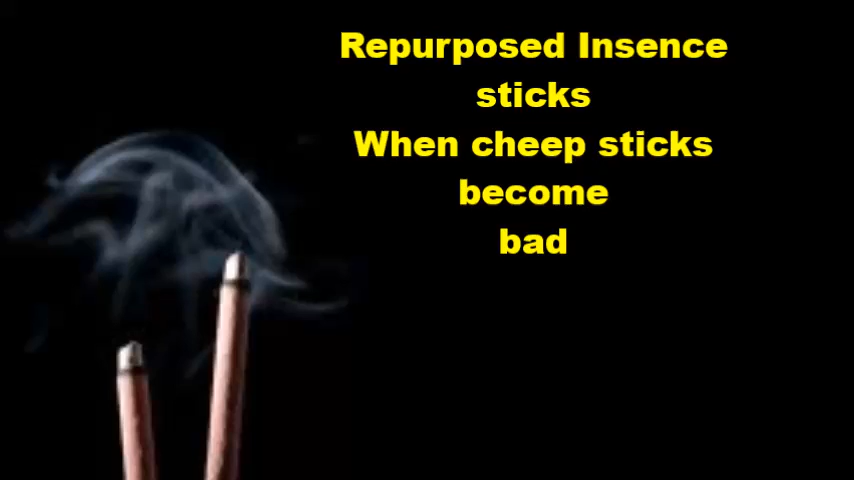 Repurposed Insence
sticks
When cheep sticks
become
bad